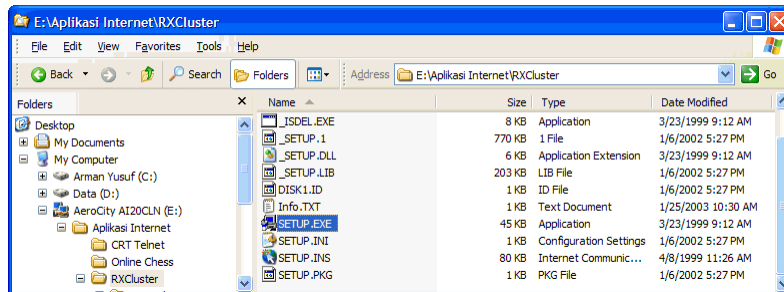 E:\Aplikasi Internet\RXCluster
File Edit View Favorites Tools Help
Back Search Folders Address E:\Aplikasi Internet\RXCluster Go
Folders
Desktop
My Documents
My Computer
Arman Yusuf (C:)
Data (D:)
AeroCity AI20CLN (E:)
Aplikasi Internet
CRT Telnet
Online Chess
RXCluster
Name Size Type Date Modified
_ISDEL.EXE 8 KB Application 3/23/1999 9:12 AM
_SETUP.1 770 KB 1 File 1/6/2002 5:27 PM
_SETUP.DLL 6 KB Application Extension 3/23/1999 9:12 AM
_SETUP.LIB 203 KB LIB File 1/6/2002 5:27 PM
DISK1.ID 1 KB ID File 1/6/2002 5:27 PM
Info.TXT 1 KB Text Document 1/25/2003 10:30 AM
SETUP.EXE 45 KB Application 3/23/1999 9:12 AM
SETUP.INI 1 KB Configuration Settings 1/6/2002 5:27 PM
SETUP.INS 80 KB Internet Communic... 4/8/1999 11:26 AM
SETUP.PKG 1 KB PKG File 1/6/2002 5:27 PM